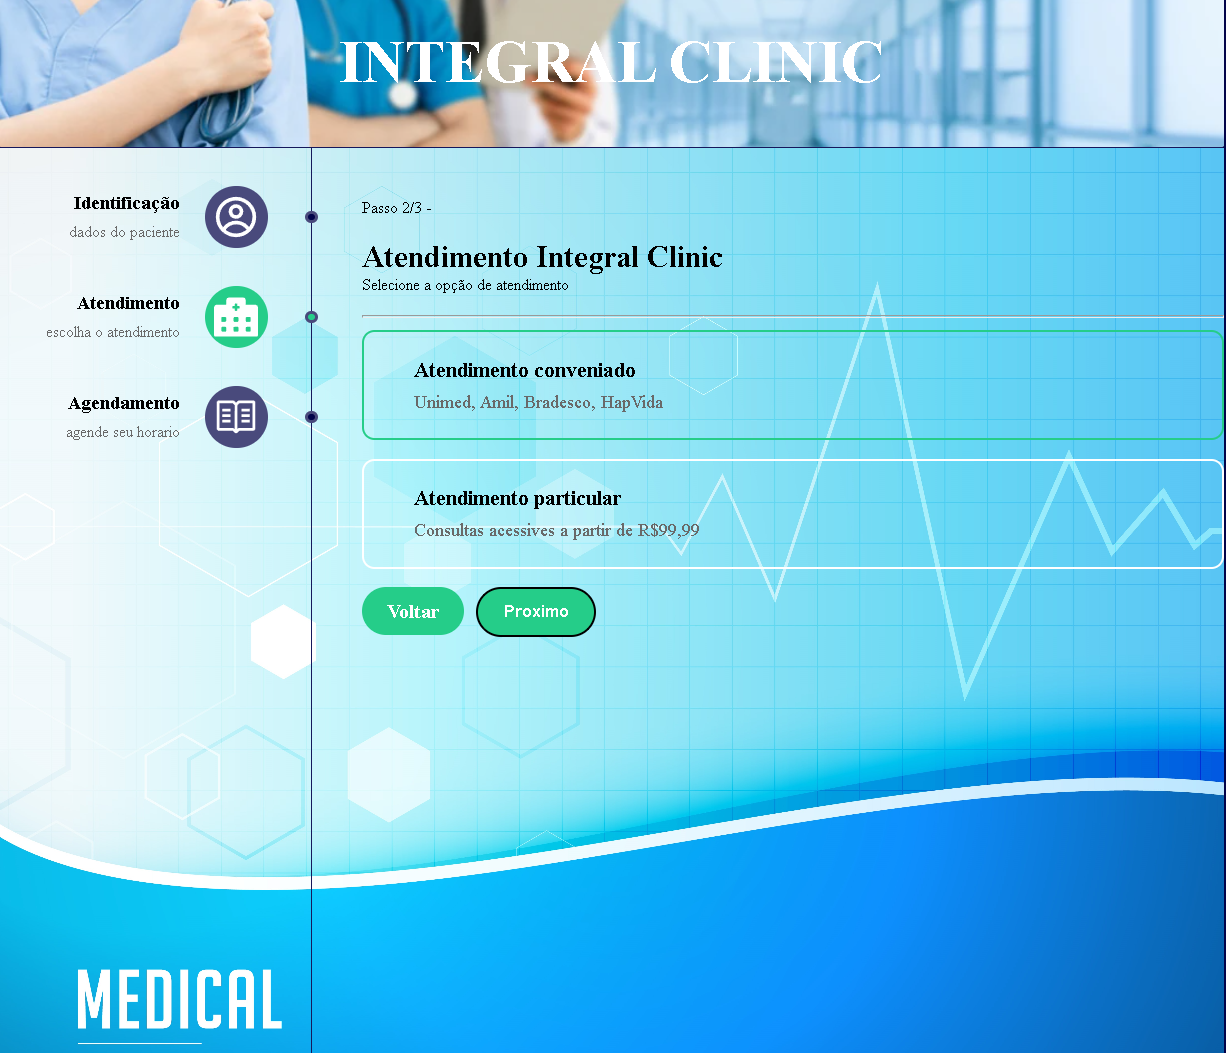 INTEGRAL CLINIC
Identificação
dados do paciente
Atendimento
escolha o atendimento
Agendamento
agende seu horario
Passo 2/3 -
Atendimento Integral Clinic
Selecione a opção de atendimento
Atendimento conveniado
Unimed, Amil, Bradesco, HapVida
Atendimento particular
Consultas acessives a partir de R$99,99
Voltar
Proximo
MEDICAL